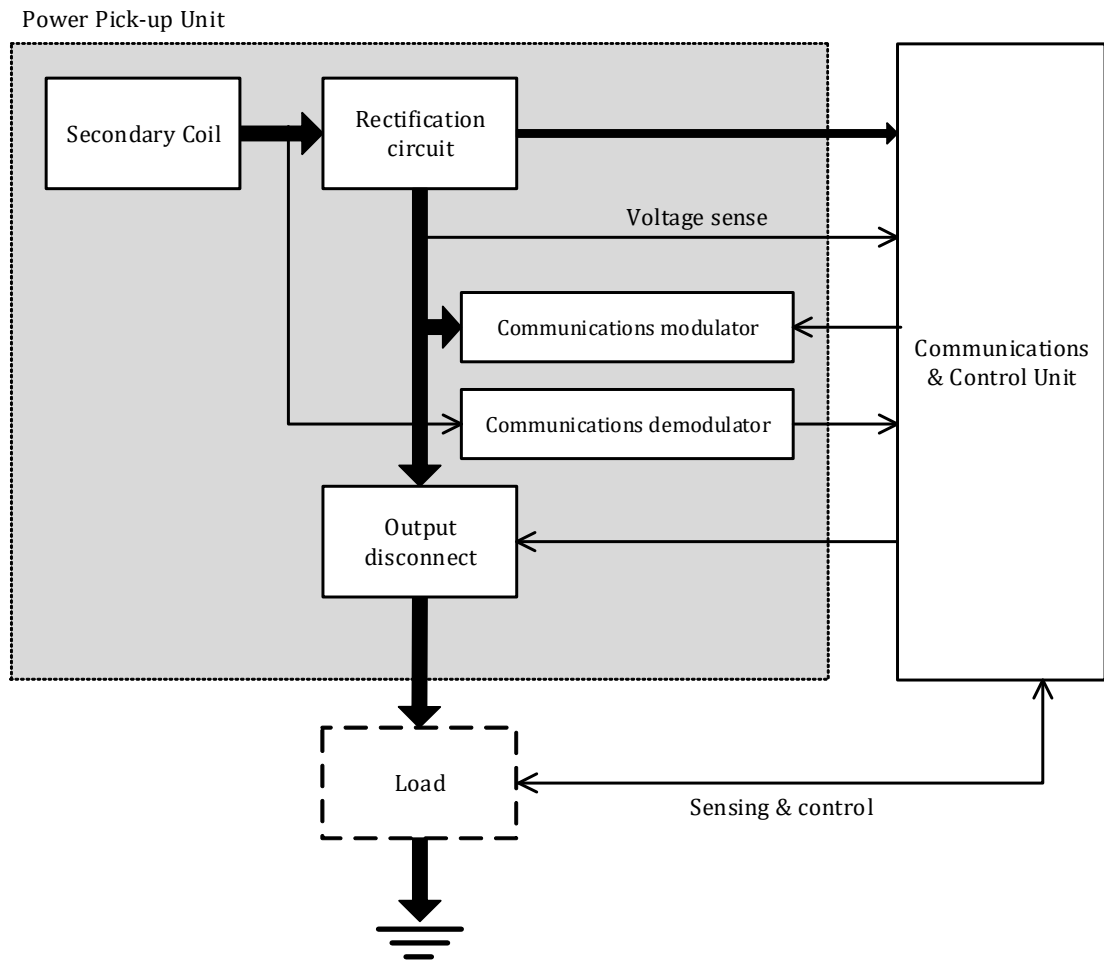 Power Pick-up Unit
Secondary Coil
Rectification
circuit
Voltage sense
Communications modulator
Communications
& Control Unit
Communications demodulator
Output
disconnect
Load
Sensing & control